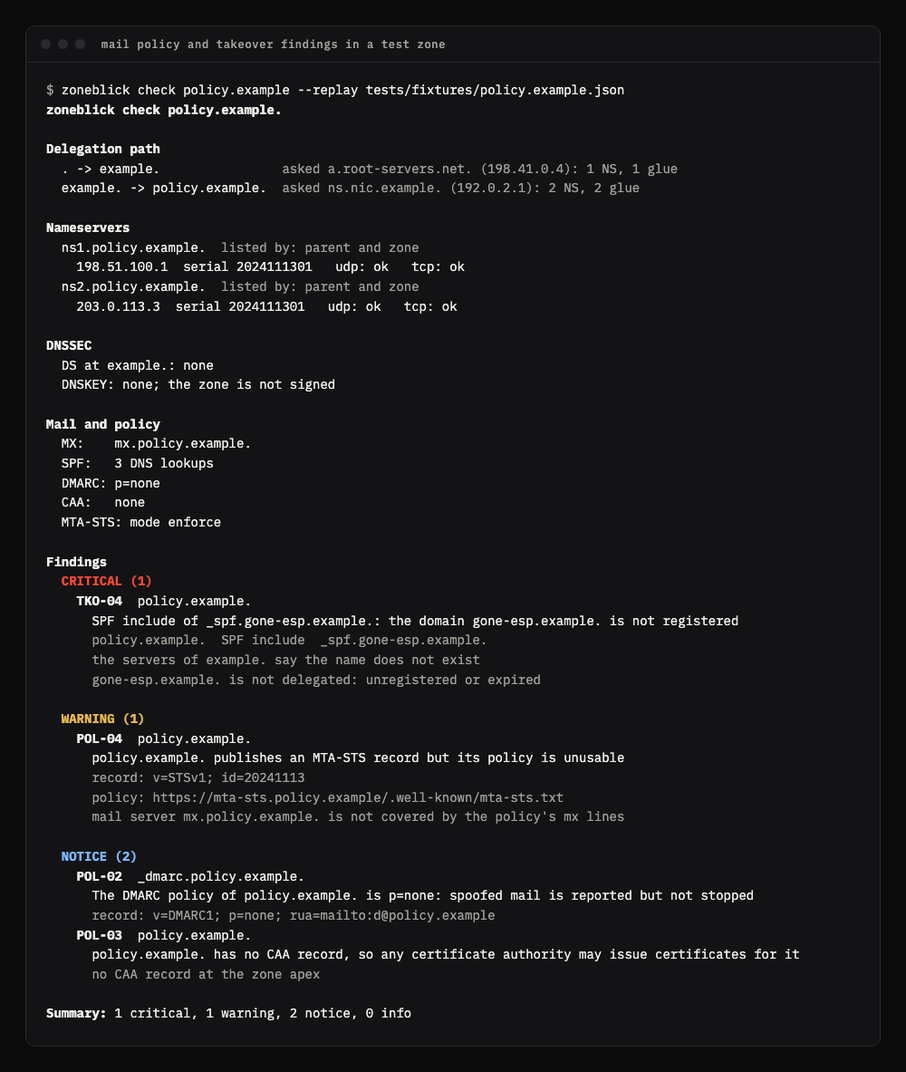 mail policy and takeover findings in a test zone
$ zoneblick check policy.example --replay tests/fixtures/policy.example.json
zoneblick check policy.example.
Delegation path
. -> example. asked a.root-servers.net. (198.41.0.4): 1 NS, 1 glue
example. -> policy.example. asked ns.nic.example. (192.0.2.1): 2 NS, 2 glue
Nameservers
ns1.policy.example. listed by: parent and zone
198.51.100.1 serial 2024111301 udp: ok tcp: ok
ns2.policy.example. listed by: parent and zone
203.0.113.3 serial 2024111301 udp: ok tcp: ok
DNSSEC
DS at example.: none
DNSKEY: none; the zone is not signed
Mail and policy
MX: mx.policy.example.
SPF: 3 DNS lookups
DMARC: p=none
CAA: none
MTA-STS: mode enforce
Findings
CRITICAL (1)
TKO-04 policy.example.
SPF include of _spf.gone-esp.example.: the domain gone-esp.example. is not registered
policy.example. SPF include _spf.gone-esp.example.
the servers of example. say the name does not exist
gone-esp.example. is not delegated: unregistered or expired
WARNING (1)
POL-04 policy.example.
policy.example. publishes an MTA-STS record but its policy is unusable
record: v=STSv1; id=20241113
policy: https://mta-sts.policy.example/.well-known/mta-sts.txt
mail server mx.policy.example. is not covered by the policy's mx lines
NOTICE (2)
POL-02 _dmarc.policy.example.
The DMARC policy of policy.example. is p=none: spoofed mail is reported but not stopped
record: v=DMARC1; p=none; rua=mailto:d@policy.example
POL-03 policy.example.
policy.example. has no CAA record, so any certificate authority may issue certificates for it
no CAA record at the zone apex
Summary: 1 critical, 1 warning, 2 notice, 0 info